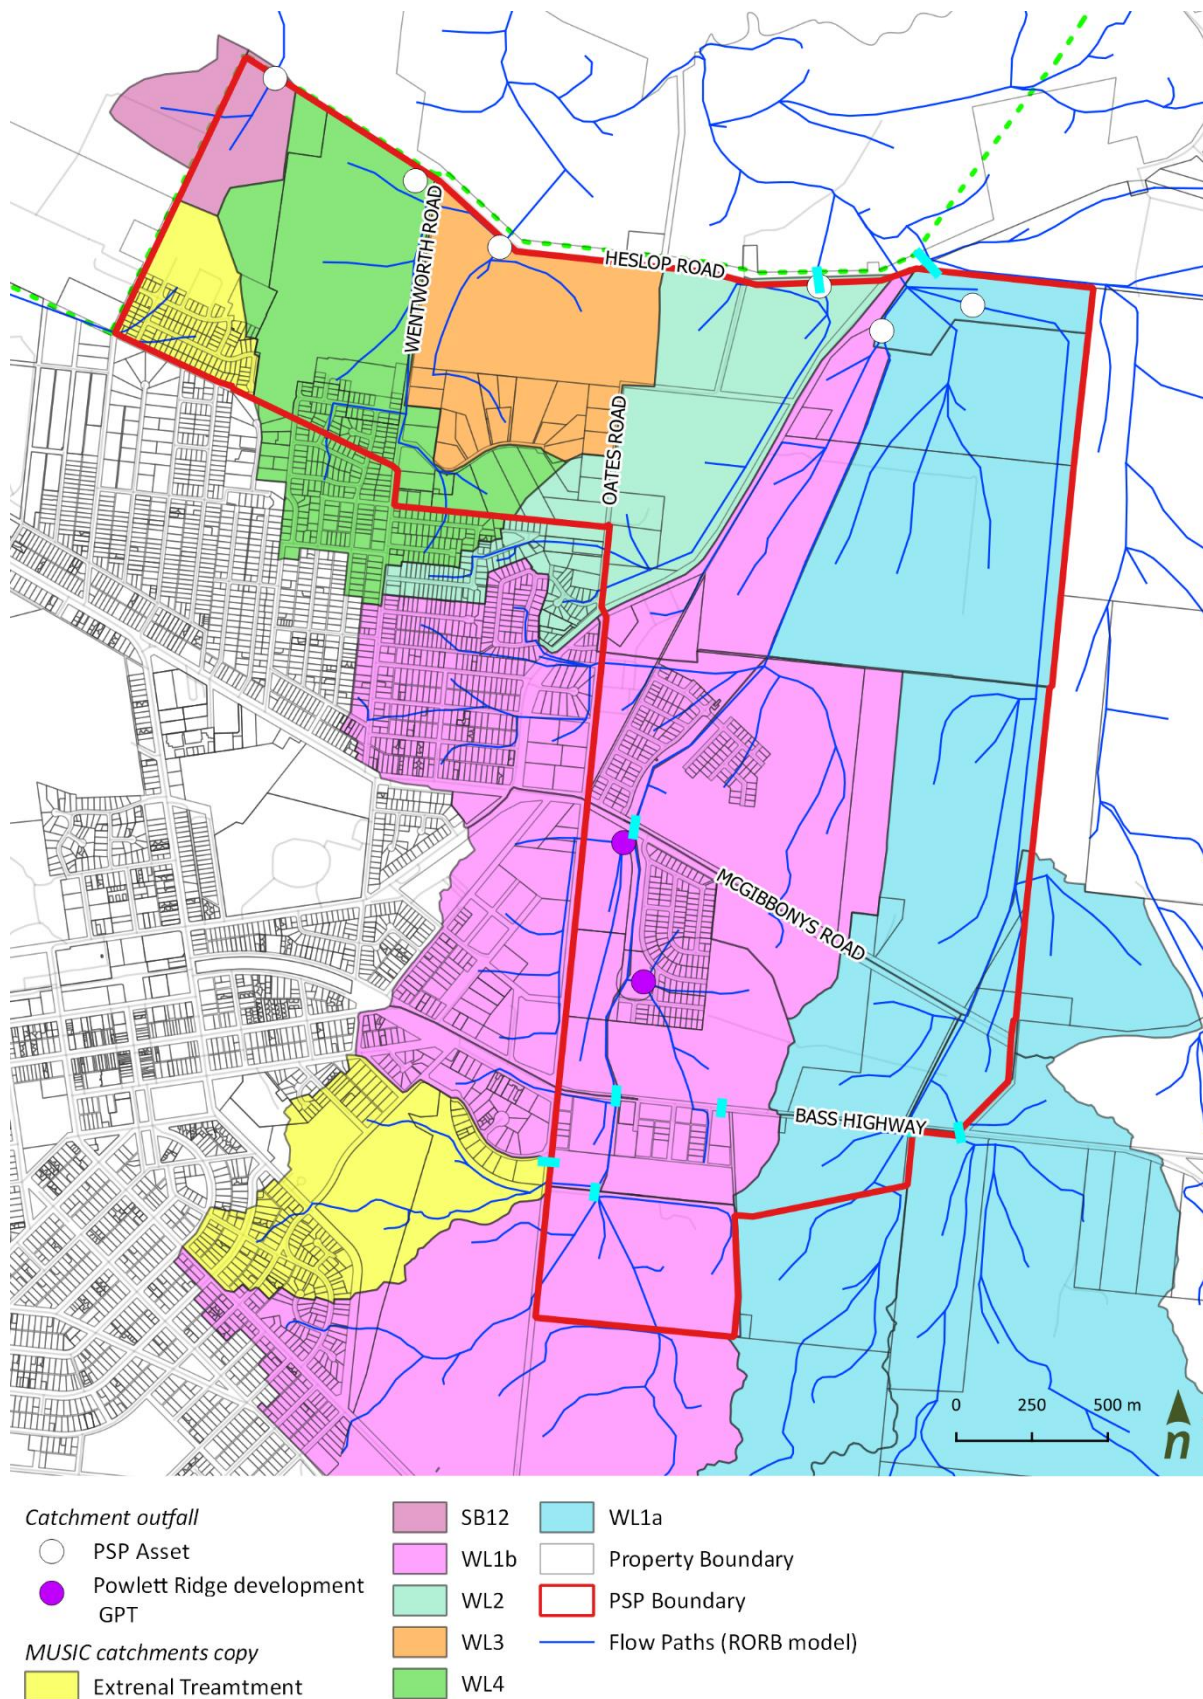 WENTWORTH ROAD
HESLOP ROAD
OATES ROAD
MCGIBBONYS ROAD
BASS HIGHWAY
0 250 500 m
n
Catchment outfall
PSP Asset
Powlett Ridge development
GPT
MUSIC catchments copy
Extrenal Treamtment
SB12
WL1b
WL2
WL3
WL4
WL1a
Property Boundary
PSP Boundary
Flow Paths (RORB model)